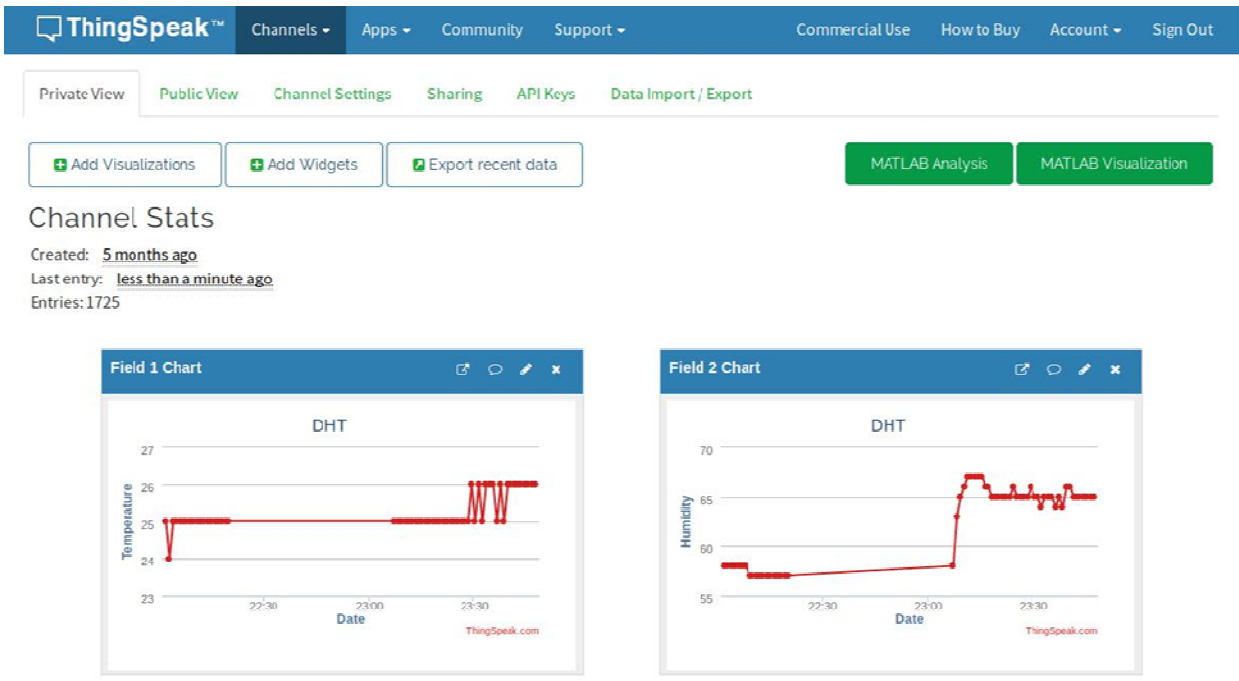 ThingSpeak™ Channels Apps Community Support Commercial Use How to Buy Account Sign Out
Private View Public View Channel Settings Sharing API Keys Data Import / Export
Add Visualizations Add Widgets Export recent data MATLAB Analysis MATLAB Visualization
Channel Stats
Created: 5 months ago
Last entry: less than a minute ago
Entries: 1725
Field 1 Chart
DHT
Temperature
27
26
25
24
23
22:30 23:00 23:30
Date
ThingSpeak.com
Field 2 Chart
DHT
Humidity
70
65
60
55
22:30 23:00 23:30
Date
ThingSpeak.com